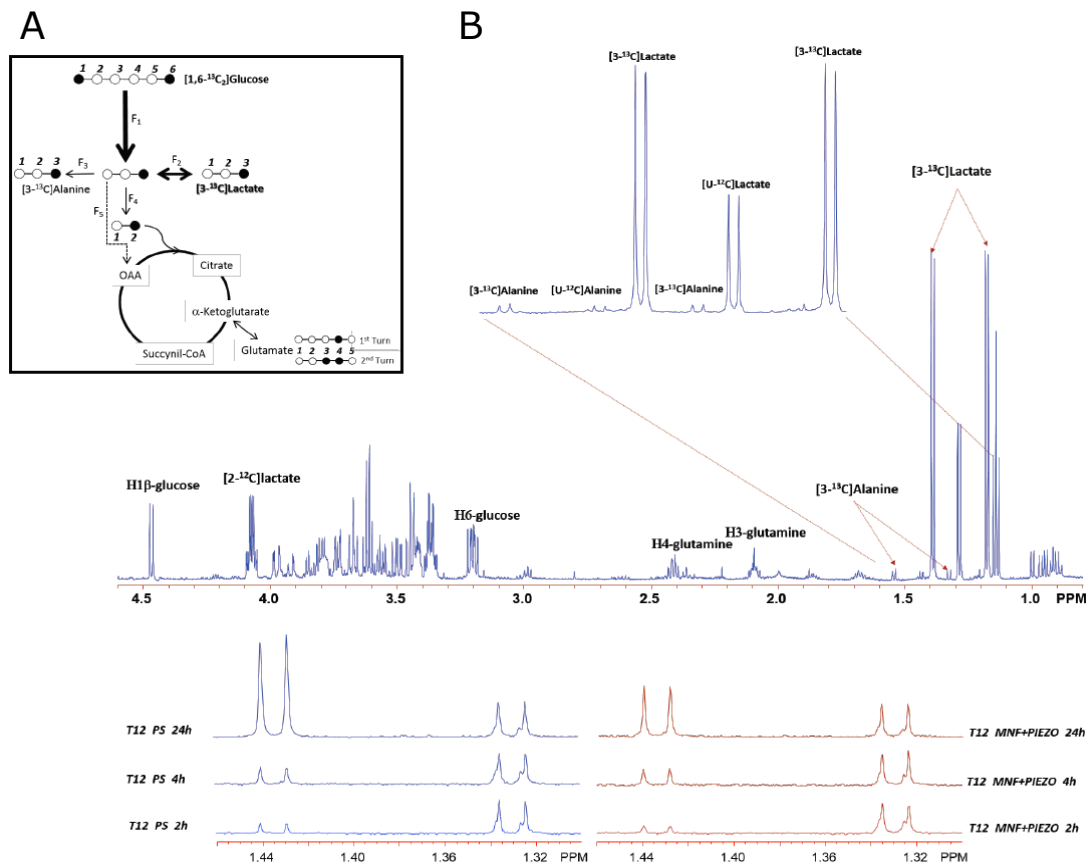 A
B
1 2 3 4 5 6
[1,6-¹³C₂]Glucose
F₁
1 2 3
F₃
F₂
1 2 3
[3-¹³C]Alanine
[3-¹³C]Lactate
F₅
F₄
1 2
OAA
Citrate
α-Ketoglutarate
Succynil-CoA
Glutamate
1 2 3 4 5
1st Turn
2nd Turn
[3-¹³C]Lactate
[3-¹³C]Lactate
[U-¹²C]Lactate
[3-¹³C]Alanine
[U-¹²C]Alanine
[3-¹³C]Alanine
[3-¹³C]Lactate
[3-¹³C]Alanine
H1β-glucose
[2-¹²C]lactate
H6-glucose
H4-glutamine
H3-glutamine
4.5 4.0 3.5 3.0 2.5 2.0 1.5 1.0 PPM
T12 PS 24h
T12 MNF+PIEZO 24h
T12 PS 4h
T12 MNF+PIEZO 4h
T12 PS 2h
T12 MNF+PIEZO 2h
1.44 1.40 1.36 1.32 PPM
1.44 1.40 1.36 1.32 PPM